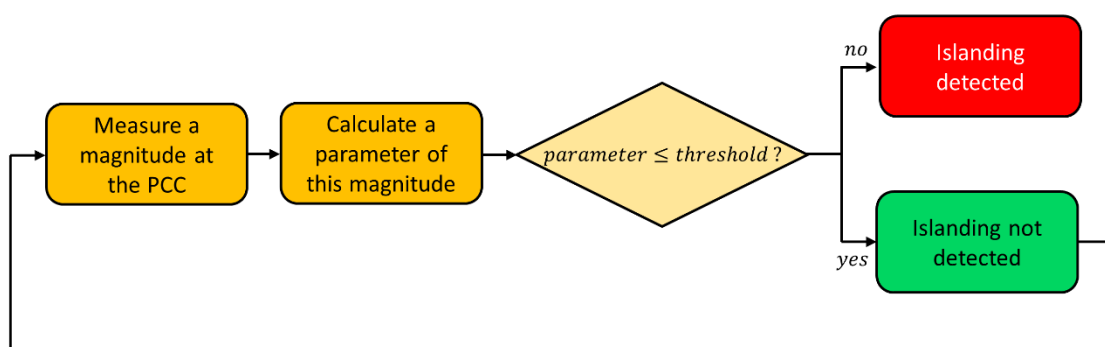 Measure a
magnitude at
the PCC
Calculate a
parameter of
this magnitude
parameter ≤ threshold ?
no
Islanding
detected
yes
Islanding not
detected